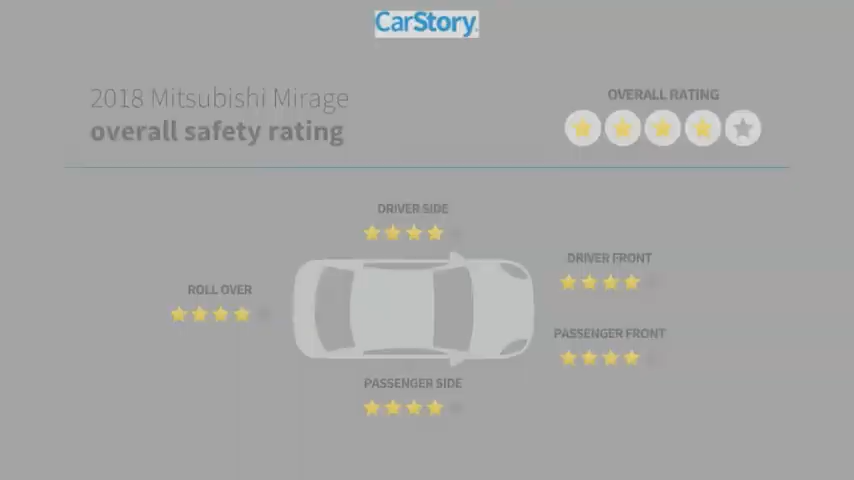 CarStory.
2018 Mitsubishi Mirage
overall safety rating
OVERALL RATING
DRIVER SIDE
DRIVER FRONT
ROLL OVER
PASSENGER FRONT
PASSENGER SIDE